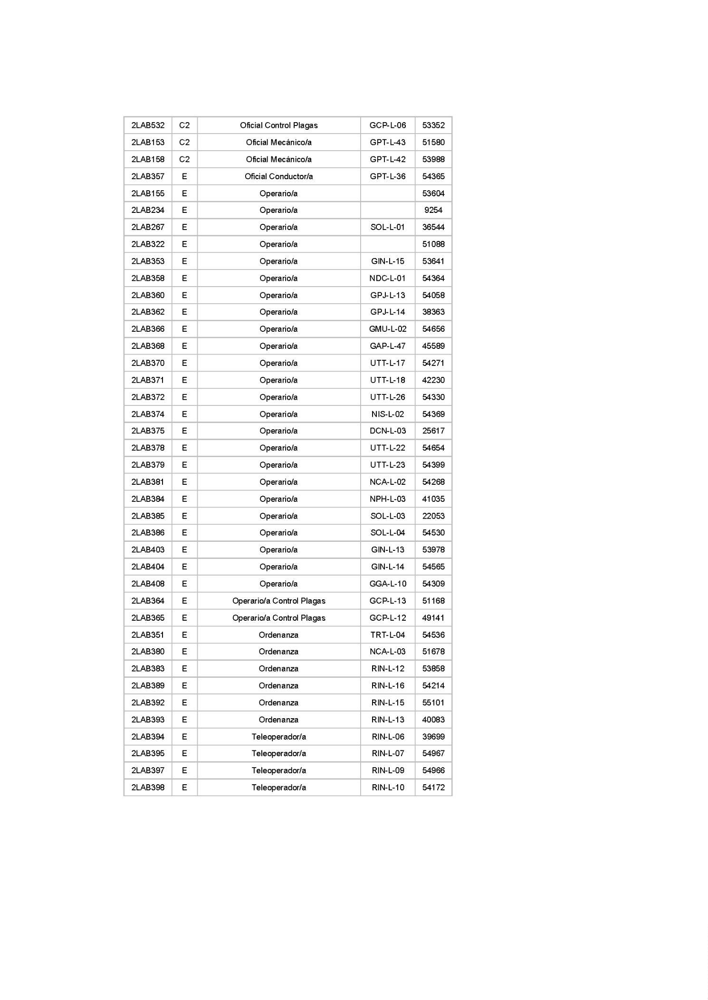 2LAB532 C2 Oficial Control Plagas GCP-L-06 53352
2LAB153 C2 Oficial Mecánico/a GPT-L-43 51580
2LAB158 C2 Oficial Mecánico/a GPT-L-42 53988
2LAB357 E Oficial Conductor/a GPT-L-36 54365
2LAB155 E Operario/a 53604
2LAB234 E Operario/a 9254
2LAB267 E Operario/a SOL-L-01 36544
2LAB322 E Operario/a 51088
2LAB353 E Operario/a GIN-L-15 53641
2LAB358 E Operario/a NDC-L-01 54364
2LAB360 E Operario/a GPJ-L-13 54058
2LAB362 E Operario/a GPJ-L-14 38363
2LAB366 E Operario/a GMU-L-02 54656
2LAB368 E Operario/a GAP-L-47 45589
2LAB370 E Operario/a UTT-L-17 54271
2LAB371 E Operario/a UTT-L-18 42230
2LAB372 E Operario/a UTT-L-26 54330
2LAB374 E Operario/a NIS-L-02 54369
2LAB375 E Operario/a DCN-L-03 25617
2LAB378 E Operario/a UTT-L-22 54654
2LAB379 E Operario/a UTT-L-23 54399
2LAB381 E Operario/a NCA-L-02 54268
2LAB384 E Operario/a NPH-L-03 41035
2LAB385 E Operario/a SOL-L-03 22053
2LAB386 E Operario/a SOL-L-04 54530
2LAB403 E Operario/a GIN-L-13 53978
2LAB404 E Operario/a GIN-L-14 54565
2LAB408 E Operario/a GGA-L-10 54309
2LAB364 E Operario/a Control Plagas GCP-L-13 51168
2LAB365 E Operario/a Control Plagas GCP-L-12 49141
2LAB351 E Ordenanza TRT-L-04 54536
2LAB380 E Ordenanza NCA-L-03 51678
2LAB383 E Ordenanza RIN-L-12 53858
2LAB389 E Ordenanza RIN-L-16 54214
2LAB392 E Ordenanza RIN-L-15 55101
2LAB393 E Ordenanza RIN-L-13 40083
2LAB394 E Teleoperador/a RIN-L-06 39699
2LAB395 E Teleoperador/a RIN-L-07 54967
2LAB397 E Teleoperador/a RIN-L-09 54966
2LAB398 E Teleoperador/a RIN-L-10 54172